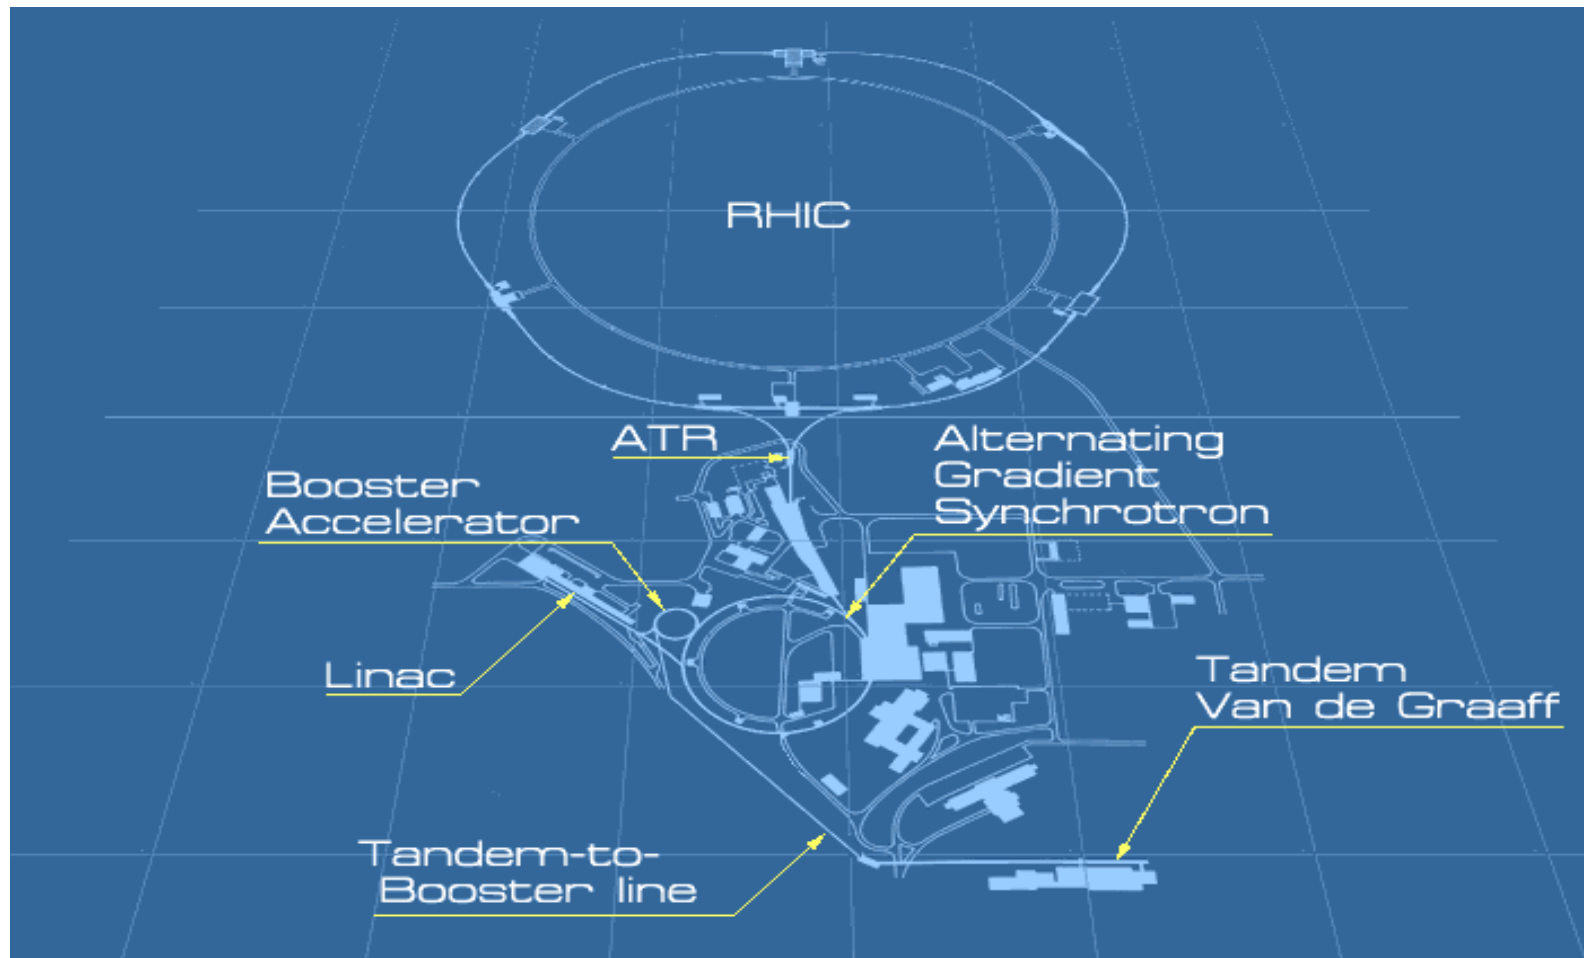 RHIC
ATR
Alternating
Gradient
Synchrotron
Booster
Accelerator
Linac
Tandem
Van de Graaff
Tandem-to-
Booster line